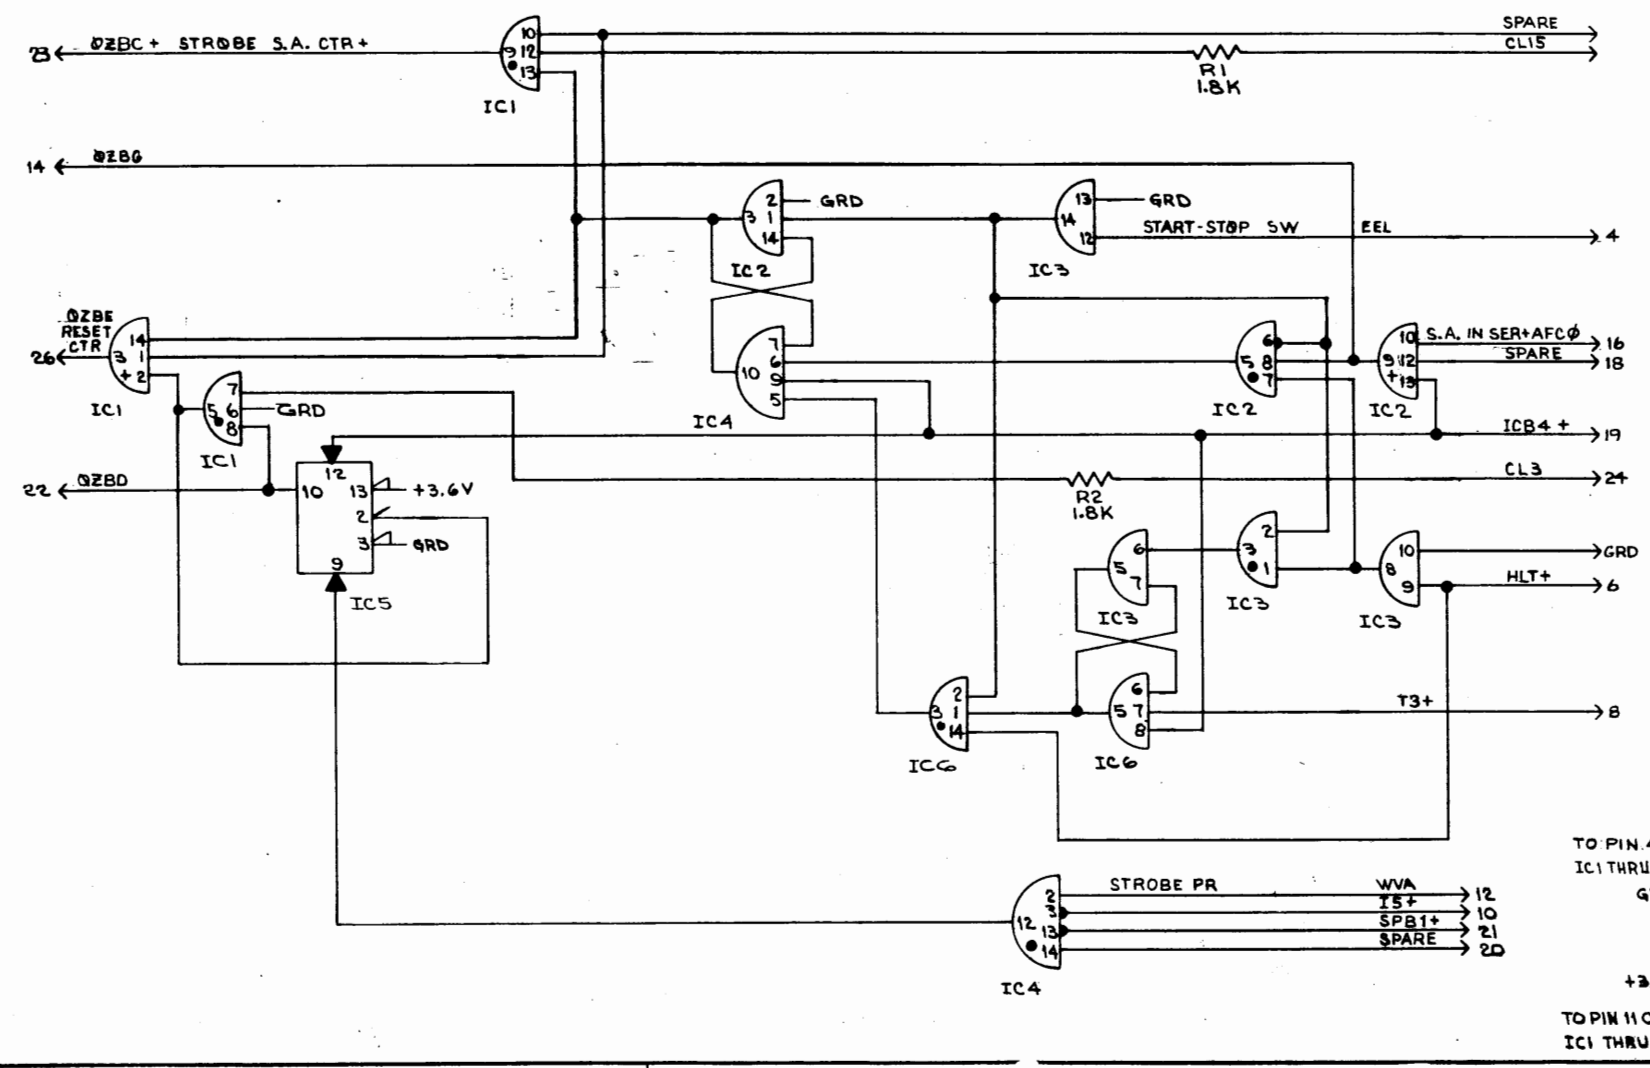 SPARE
10
23 ØZBC + STRØBE S.A. CTR+ 9 12 CL15
13 R1
1.8K
IC1
14 ØZBG
2 GRD 13 GRD
3 1 14
14 12 START-STØP SW EEL 4
IC2 IC3
ØZBE
RESET
CTR
26 14
3 1
+ 2
IC1
7
5 6 GRD
8
IC1
7
6
10 9
5
IC4
6
5 8
7
IC2
10 S.A. IN SER+AFCØ 16
9 12 SPARE 18
+ 13
IC2
ICB4 + 19
22 ØZBD
12
10 13 +3.6V
2
3 GRD
9
IC5
CL3 24
R2
1.8K
6
5
7
IC3
2
3
1
IC3
10 GRD
8
9 HLT+ 6
IC3
2
3 1
14
IC6
6
5 7 T3+ 8
8
IC6
TO PIN
IC1 THRU
G
2 STROBE PR WVA 12
3 I5+ 10
12
13 SPB1+ 21
14 SPARE 20
IC4
+3
TO PIN 11
IC1 THRU